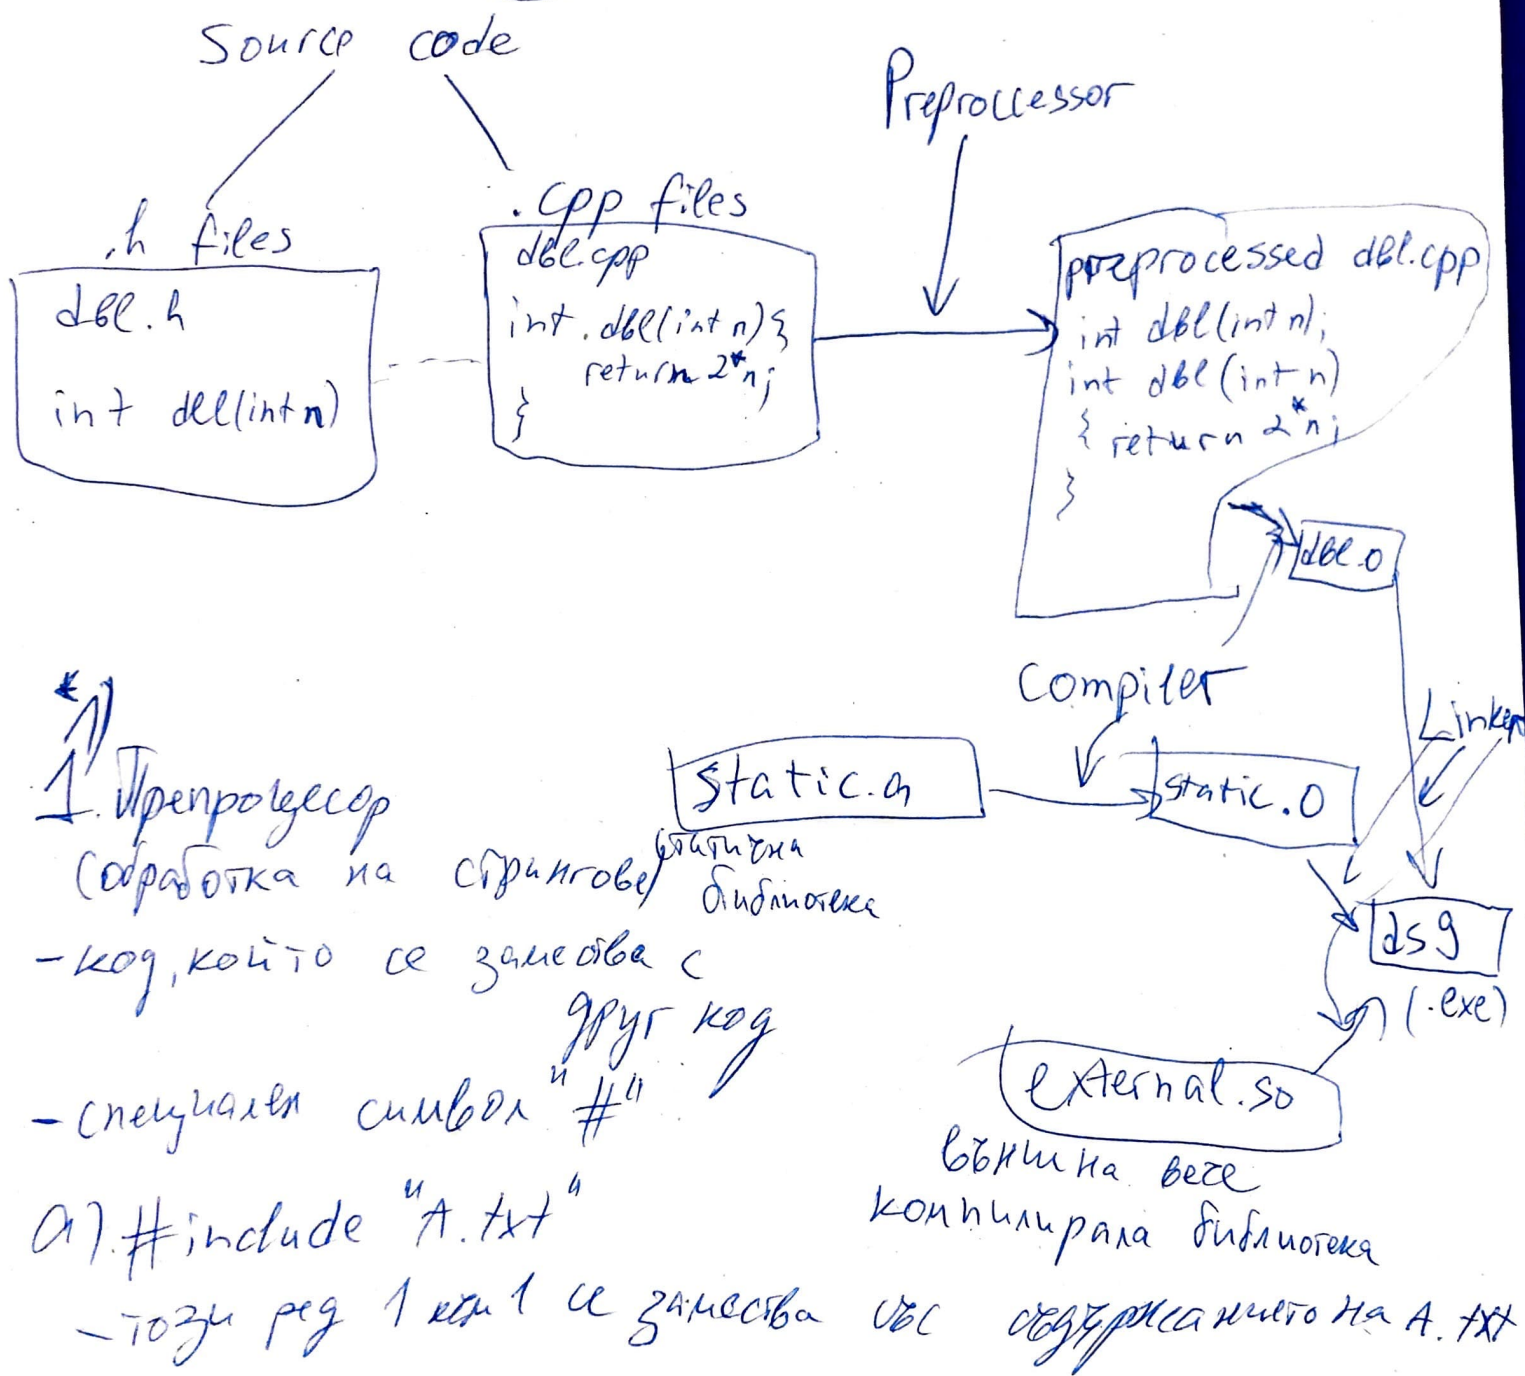 Source code
Preproccessor
.h files
.cpp files
dbl.h
int dbl(int n)
dbl.cpp
int dbl(int n){
return 2*n;
}
preprocessed dbl.cpp
int dbl(int n);
int dbl(int n)
{ return 2*n;
}
dbl.o
Compiler
Linker
static.a
static.o
статична
библиотека
dsg
(.exe)
external.so
външна вече
компилирала библиотека
1. Препроцесор
(обработка на стрингове)
- код, който се замества с
друг код
- специален символ "#"
a). #include "A.txt"
- този ред 1 към 1 се замества със съдържанието на A.txt